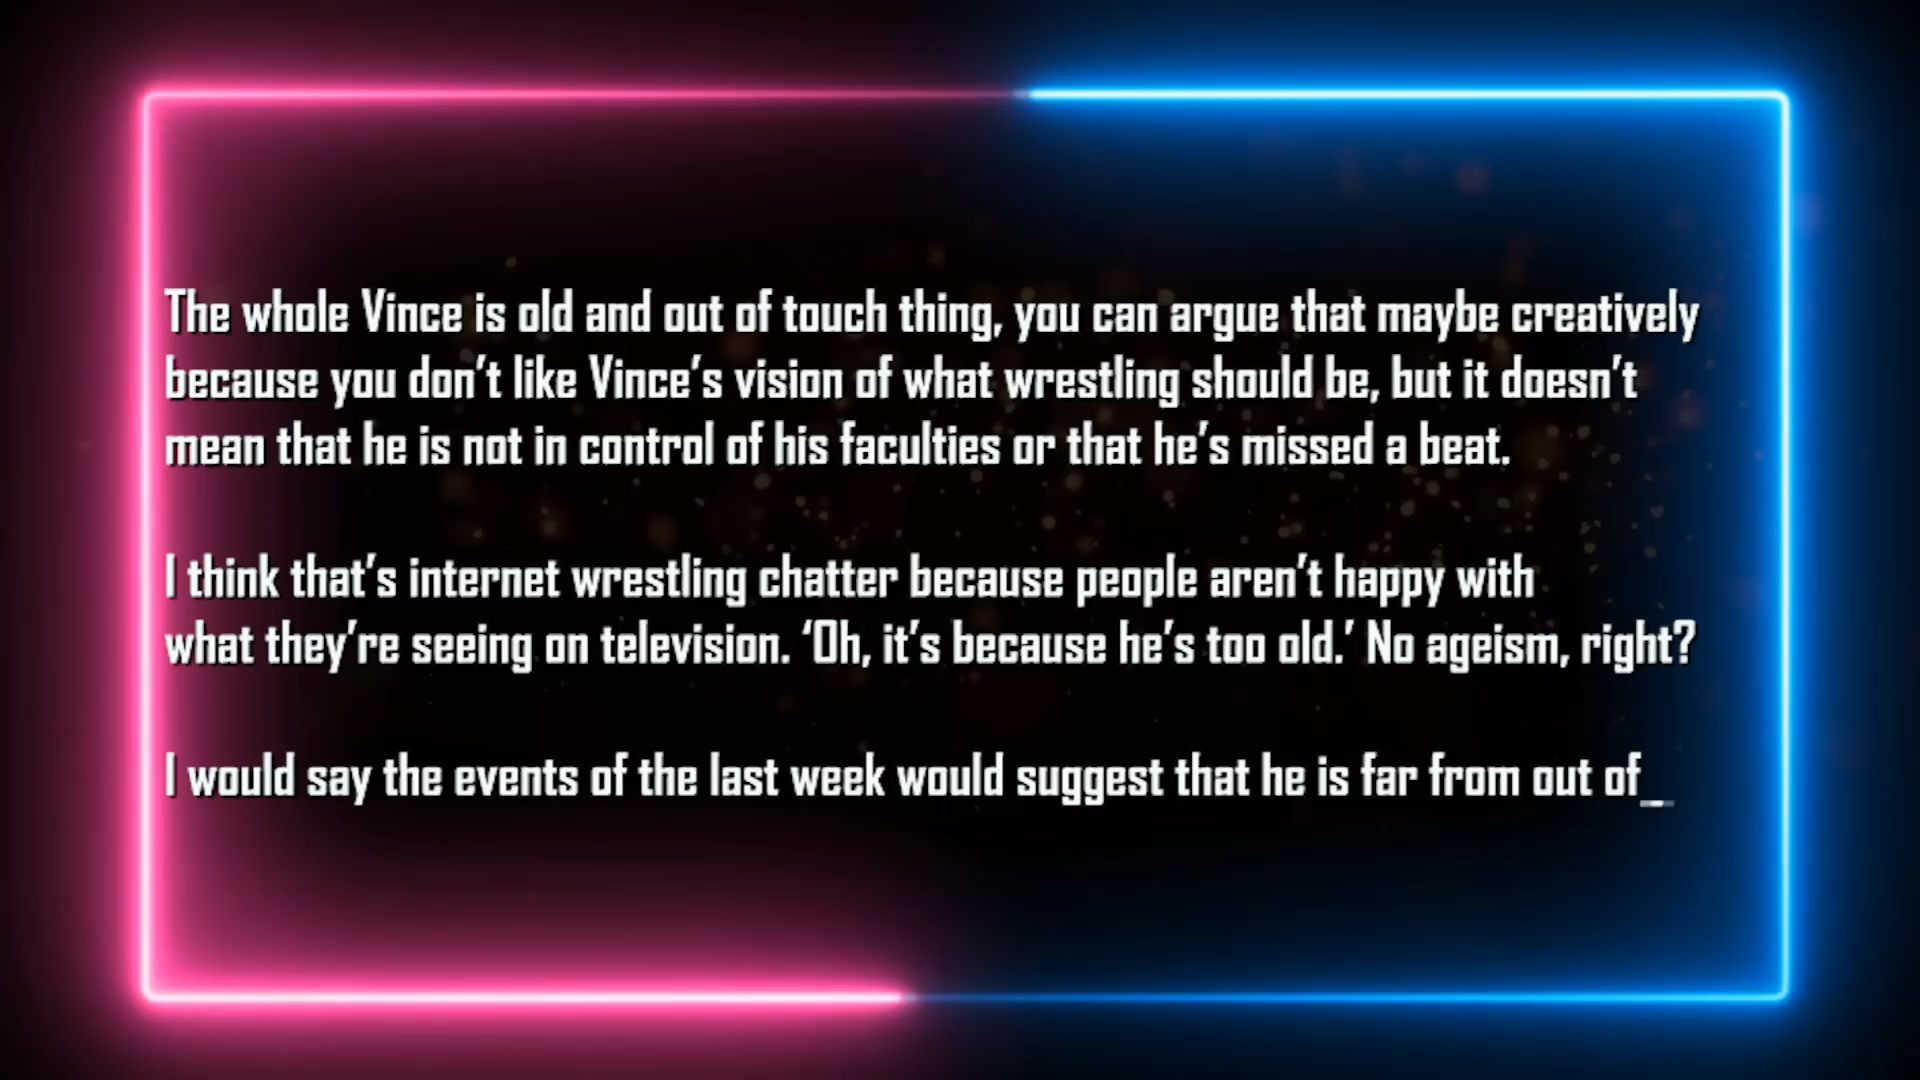 The whole Vince is old and out of touch thing, you can argue that maybe creatively
because you don’t like Vince’s vision of what wrestling should be, but it doesn’t
mean that he is not in control of his faculties or that he’s missed a beat.
I think that’s internet wrestling chatter because people aren’t happy with
what they’re seeing on television. ‘Oh, it’s because he’s too old.’ No ageism, right?
I would say the events of the last week would suggest that he is far from out of_